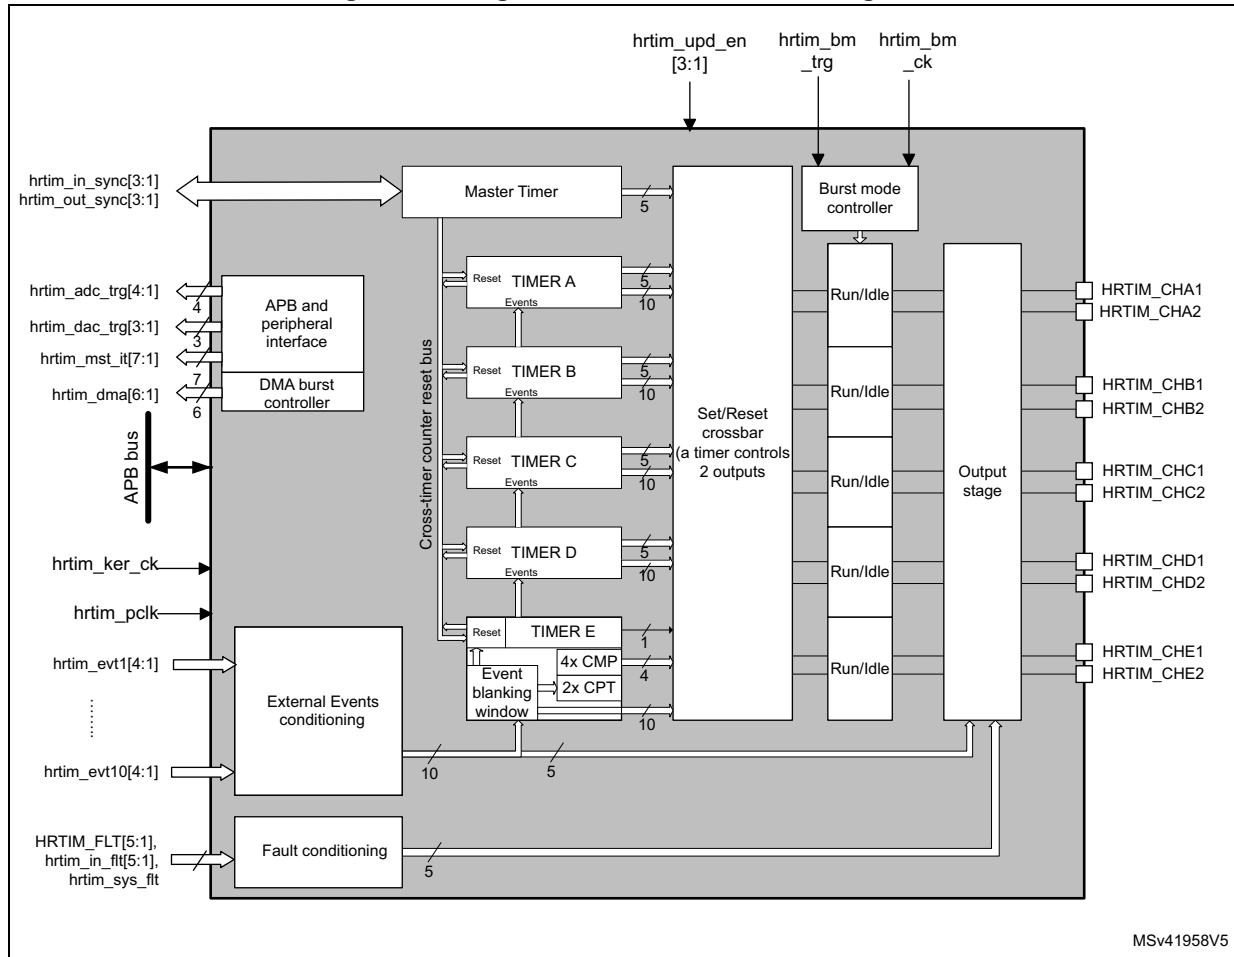 hrtim_upd_en
[3:1]
hrtim_bm
_trg
hrtim_bm
_ck
hrtim_in_sync[3:1]
hrtim_out_sync[3:1]
Master Timer
5
Burst mode
controller
hrtim_adc_trg[4:1]
4
hrtim_dac_trg[3:1]
3
hrtim_mst_it[7:1]
7
hrtim_dma[6:1]
6
APB and
peripheral
interface
DMA burst
controller
APB bus
Cross-timer counter reset bus
Reset
TIMER A
Events
5
10
Reset
TIMER B
Events
5
10
Reset
TIMER C
Events
5
10
Reset
TIMER D
Events
5
10
Reset
TIMER E
1
4x CMP
4
2x CPT
Event
blanking
window
10
Set/Reset
crossbar
(a timer controls
2 outputs
Run/Idle
Run/Idle
Run/Idle
Run/Idle
Run/Idle
Output
stage
HRTIM_CHA1
HRTIM_CHA2
HRTIM_CHB1
HRTIM_CHB2
HRTIM_CHC1
HRTIM_CHC2
HRTIM_CHD1
HRTIM_CHD2
HRTIM_CHE1
HRTIM_CHE2
hrtim_ker_ck
hrtim_pclk
hrtim_evt1[4:1]
........
hrtim_evt10[4:1]
External Events
conditioning
10
5
HRTIM_FLT[5:1],
hrtim_in_flt[5:1],
hrtim_sys_flt
Fault conditioning
5
MSv41958V5